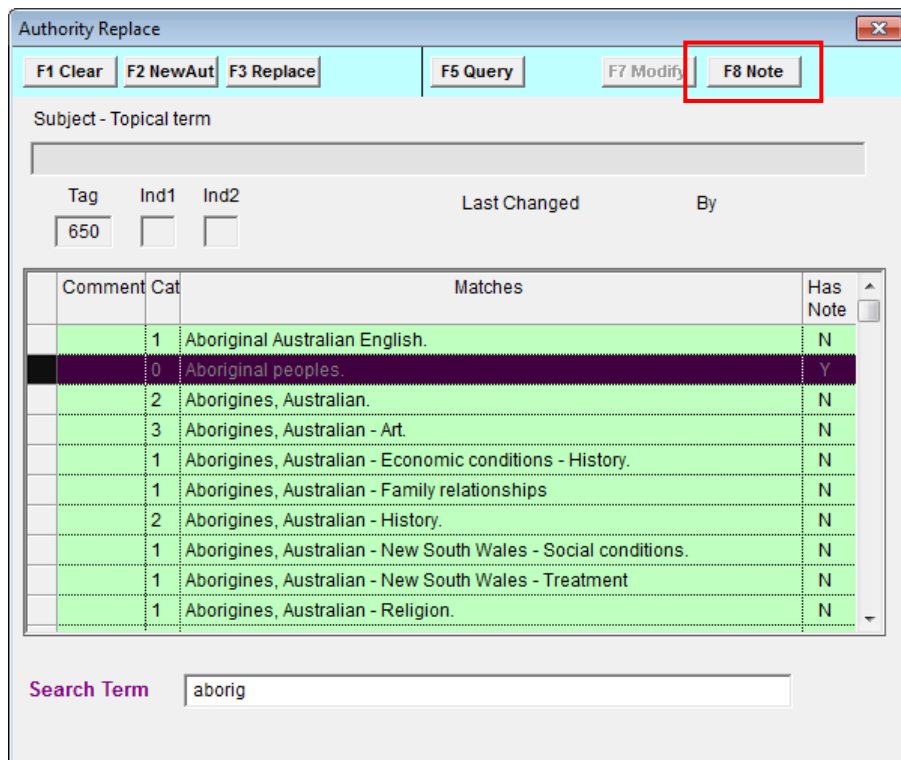 Authority Replace
F1 Clear F2 NewAut F3 Replace F5 Query F7 Modify F8 Note
Subject - Topical term
Tag Ind1 Ind2 Last Changed By
650
Comment Cat Matches Has Note
1 Aboriginal Australian English. N
0 Aboriginal peoples. Y
2 Aborigines, Australian. N
3 Aborigines, Australian - Art. N
1 Aborigines, Australian - Economic conditions - History. N
1 Aborigines, Australian - Family relationships N
2 Aborigines, Australian - History. N
1 Aborigines, Australian - New South Wales - Social conditions. N
1 Aborigines, Australian - New South Wales - Treatment N
1 Aborigines, Australian - Religion. N
Search Term aborig